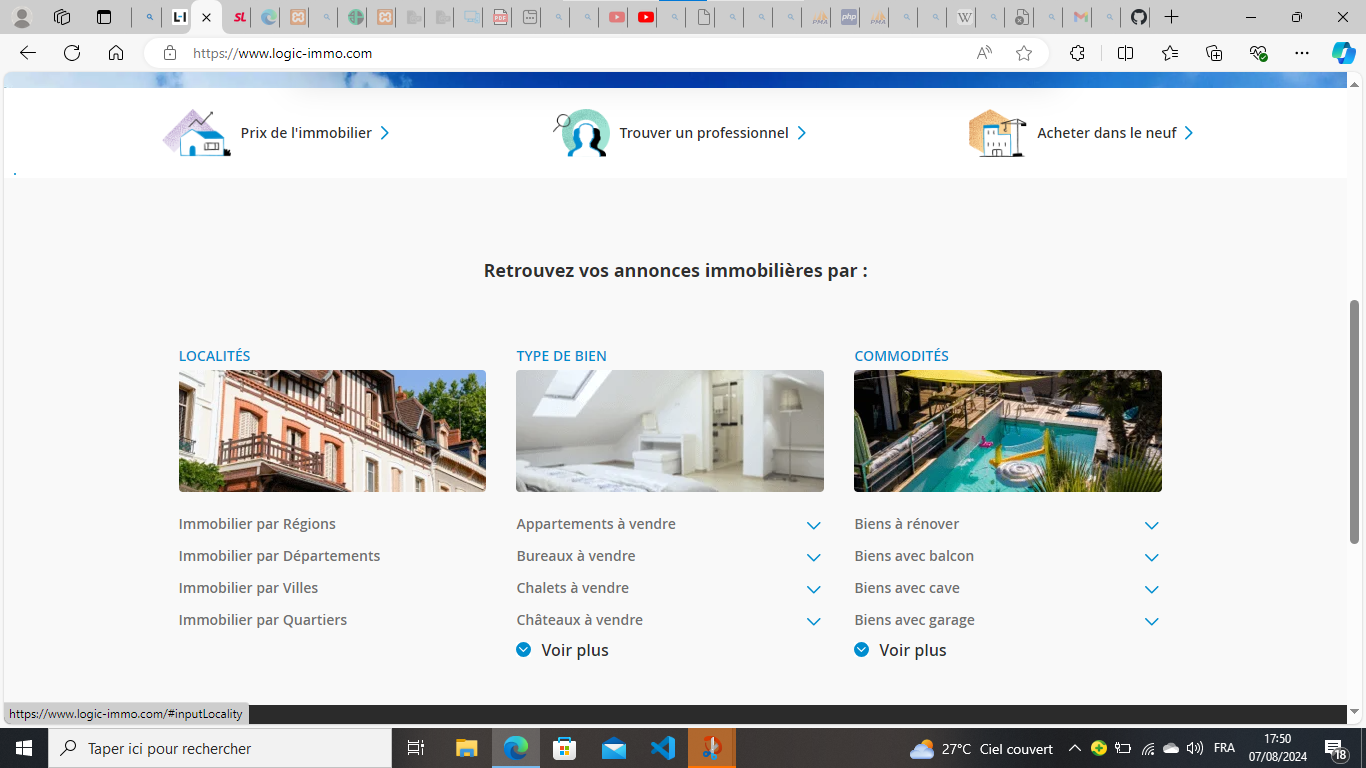 https://www.logic-immo.com
Prix de l'immobilier
Trouver un professionnel
Acheter dans le neuf
Retrouvez vos annonces immobilières par :
LOCALITÉS
TYPE DE BIEN
COMMODITÉS
Immobilier par Régions
Appartements à vendre
Biens à rénover
Immobilier par Départements
Bureaux à vendre
Biens avec balcon
Immobilier par Villes
Chalets à vendre
Biens avec cave
Immobilier par Quartiers
Châteaux à vendre
Biens avec garage
Voir plus
Voir plus
https://www.logic-immo.com/#inputLocality
Taper ici pour rechercher
27°C Ciel couvert
FRA
17:50
07/08/2024
18